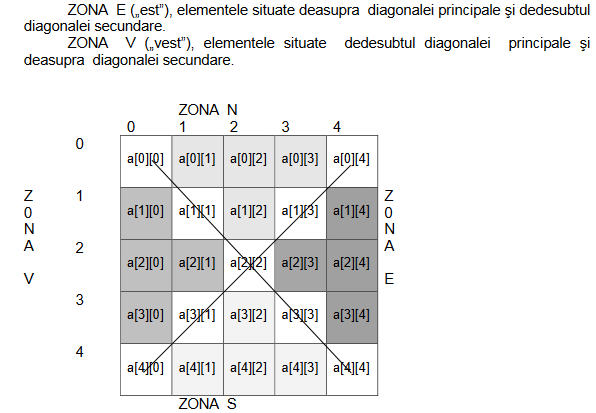 ZONA E („est”), elementele situate deasupra diagonalei principale şi dedesubtul
diagonalei secundare.
ZONA V („vest”), elementele situate dedesubtul diagonalei principale şi
deasupra diagonalei secundare.
ZONA N
0 1 2 3 4
0 a[0][0] a[0][1] a[0][2] a[0][3] a[0][4]
1 a[1][0] a[1][1] a[1][2] a[1][3] a[1][4]
2 a[2][0] a[2][1] a[2][2] a[2][3] a[2][4]
3 a[3][0] a[3][1] a[3][2] a[3][3] a[3][4]
4 a[4][0] a[4][1] a[4][2] a[4][3] a[4][4]
Z
0
N
A
V
Z
0
N
A
E
ZONA S